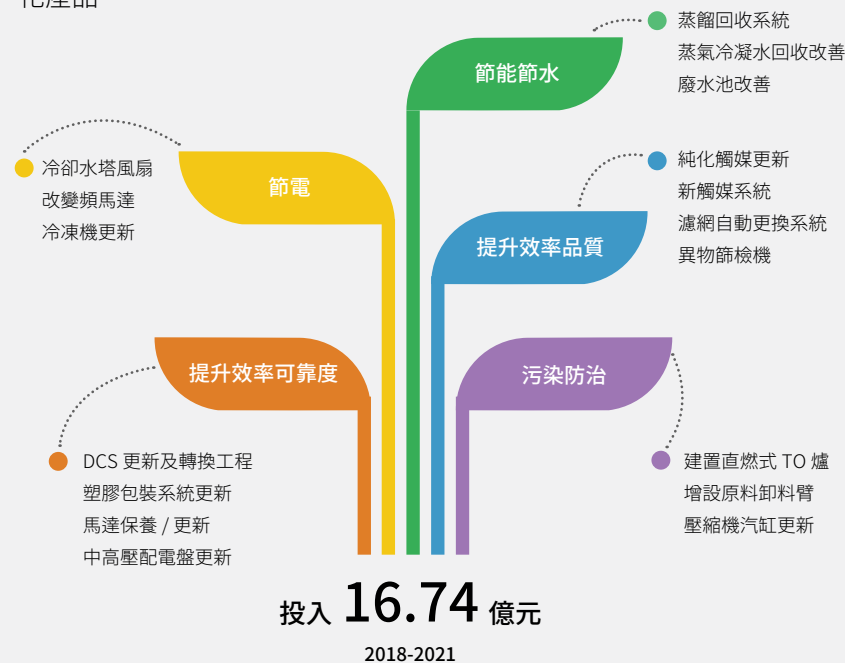 化產品
蒸餾回收系統
蒸氣冷凝水回收改善
廢水池改善
節能節水
冷卻水塔風扇
改變頻馬達
冷凍機更新
節電
純化觸媒更新
新觸媒系統
濾網自動更換系統
異物篩檢機
提升效率品質
提升效率可靠度
污染防治
DCS 更新及轉換工程
塑膠包裝系統更新
馬達保養 / 更新
中高壓配電盤更新
建置直燃式 TO 爐
增設原料卸料臂
壓縮機汽缸更新
投入 16.74 億元
2018-2021